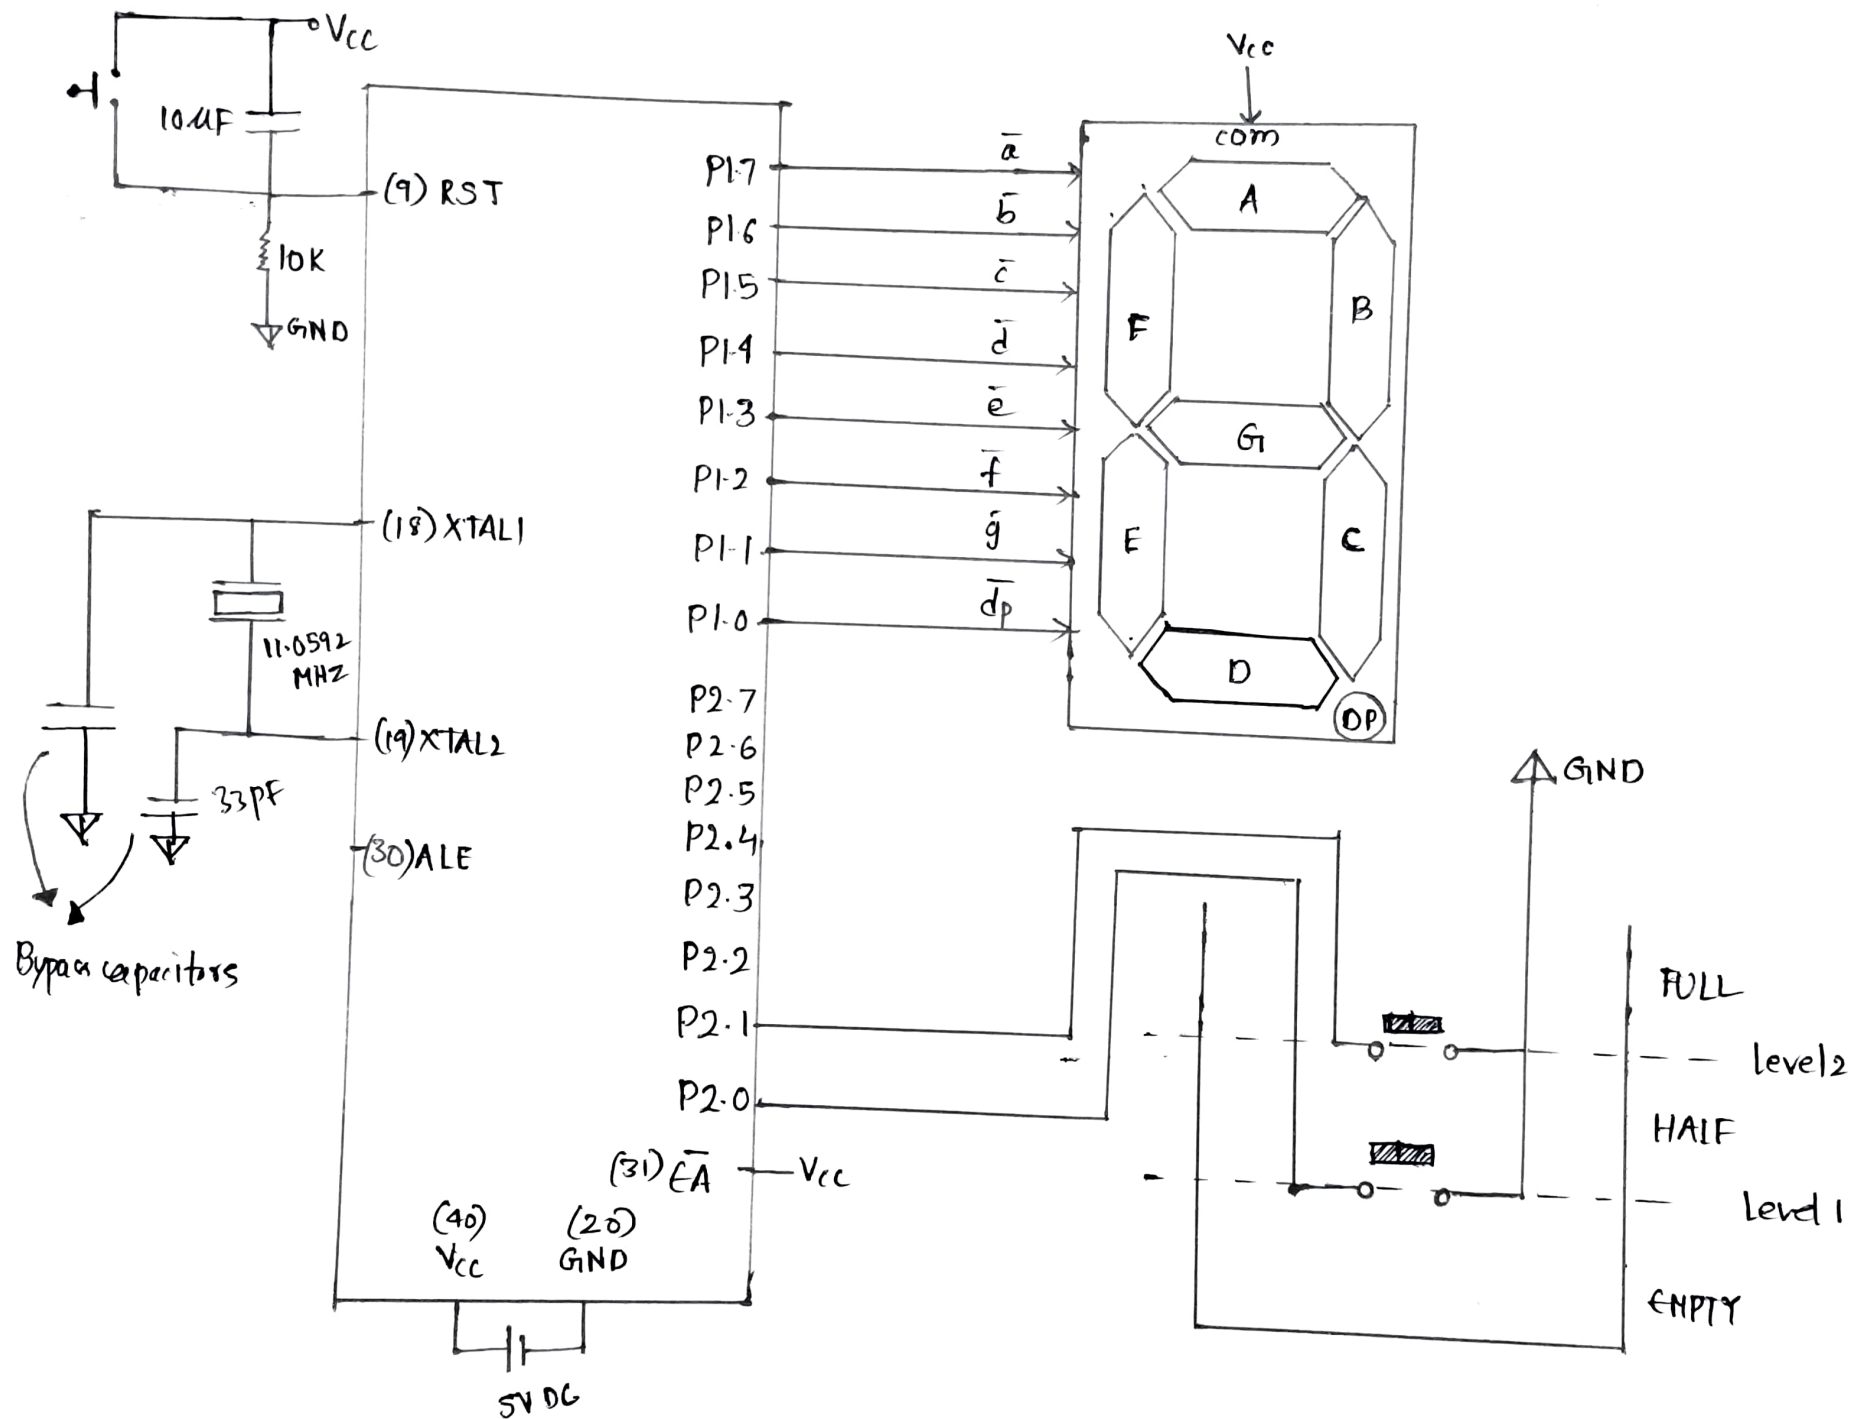 VCC
10µF
(9) RST
10K
GND
(18) XTAL1
11.0592
MHZ
(19) XTAL2
33pF
(30) ALE
Bypass capacitors
P1.7
P1.6
P1.5
P1.4
P1.3
P1.2
P1.1
P1.0
P2.7
P2.6
P2.5
P2.4
P2.3
P2.2
P2.1
P2.0
(31) E̅A̅
Vcc
(40)
VCC
(20)
GND
5V DC
a̅
b̅
c̅
d̅
e̅
f̅
g̅
d̅p̅
Vcc
com
A
F
B
G
E
C
D
DP
GND
FULL
level2
HALF
Level 1
EMPTY